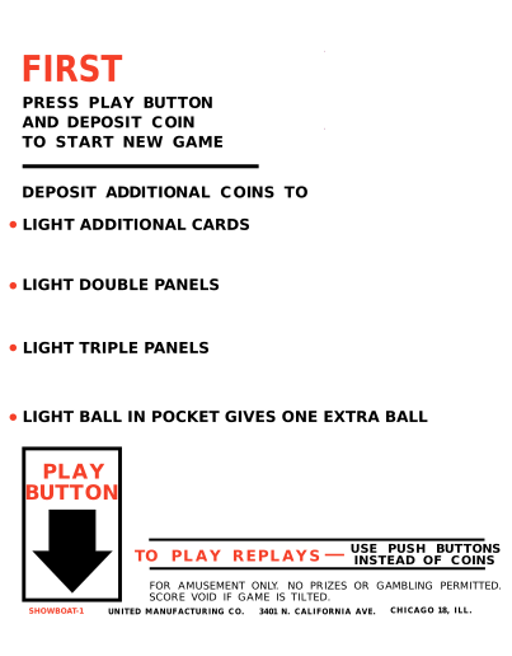 FIRST
PRESS PLAY BUTTON
AND DEPOSIT COIN
TO START NEW GAME
DEPOSIT ADDITIONAL COINS TO
• LIGHT ADDITIONAL CARDS
• LIGHT DOUBLE PANELS
• LIGHT TRIPLE PANELS
• LIGHT BALL IN POCKET GIVES ONE EXTRA BALL
PLAY
BUTTON
TO PLAY REPLAYS — USE PUSH BUTTONS
INSTEAD OF COINS
FOR AMUSEMENT ONLY. NO PRIZES OR GAMBLING PERMITTED.
SCORE VOID IF GAME IS TILTED.
SHOWBOAT-1 UNITED MANUFACTURING CO. 3401 N. CALIFORNIA AVE. CHICAGO 18, ILL.